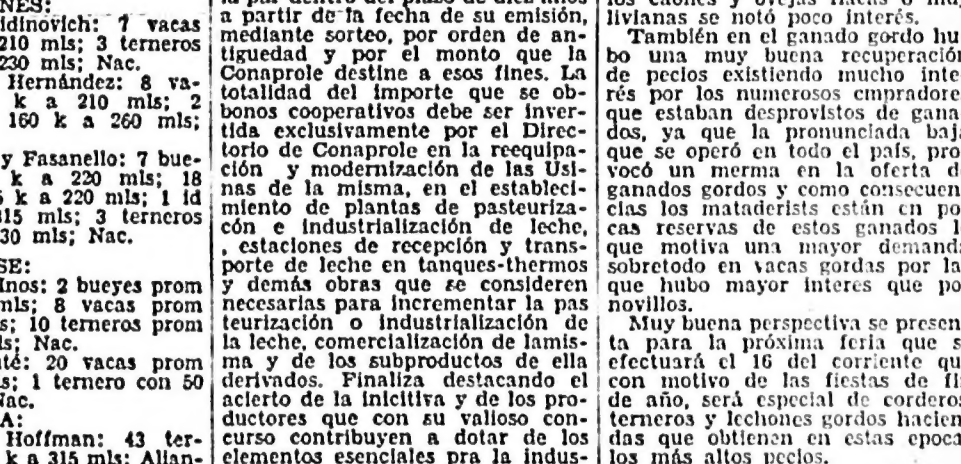 NES:
idinovich: 7 vacas
210 mls; 3 terneros
230 mls; Nac.
Hernández: 8 va-
k a 210 mls; 2
160 k a 260 mls;
y Fasanello: 7 bue-
k a 220 mls; 18
k a 220 mls; 1 id
315 mls; 3 terneros
30 mls; Nac.
SE:
inos: 2 bueyes prom
mls; 8 vacas prom
s; 10 terneros prom
ls; Nac.
té: 20 vacas prom
s; 1 ternero con 50
Nac.
A:
Hoffman: 43 ter-
k a 315 mls; Alian-
la par dentro del plazo de diez años
a partir de la fecha de su emisión,
mediante sorteo, por orden de an-
tiguedad y por el monto que la
Conaprole destine a esos fines. La
totalidad del importe que se ob-
bonos cooperativos debe ser inver-
tida exclusivamente por el Direc-
torio de Conaprole en la reequipa-
ción y modernización de las Usi-
nas de la misma, en el estableci-
miento de plantas de pasteuriza-
cón e industrialización de leche,
, estaciones de recepción y trans-
porte de leche en tanques-thermos
y demás obras que se consideren
necesarias para incrementar la pas
teurización o industrialización de
la leche, comercialización de lamis-
ma y de los subproductos de ella
derivados. Finaliza destacando el
acierto de la inicitiva y de los pro-
ductores que con su valioso con-
curso contribuyen a dotar de los
elementos esenciales pra la indus-
los caones y ovejas flacas o muy
livianas se notó poco interés.
También en el ganado gordo hu-
bo una muy buena recuperación
de pecios existiendo mucho inte-
rés por los numerosos cmpradores
que estaban desprovistos de gana-
dos, ya que la pronunciada baja
que se operó en todo el país, pro-
vocó un merma en la oferta de
ganados gordos y como consecuen-
cias los mataderists están en po-
cas reservas de estos ganados l
que motiva una mayor demanda
sobretodo en vacas gordas por la
que hubo mayor interes que po
novillos.
Muy buena perspectiva se presen-
ta para la próxima feria que s
efectuará el 16 del corriente qu
con motivo de las fiestas de fi
de año, será especial de corderos
terneros y lechones gordos hacien-
das que obtienen en estas epoca
los más altos pecios.